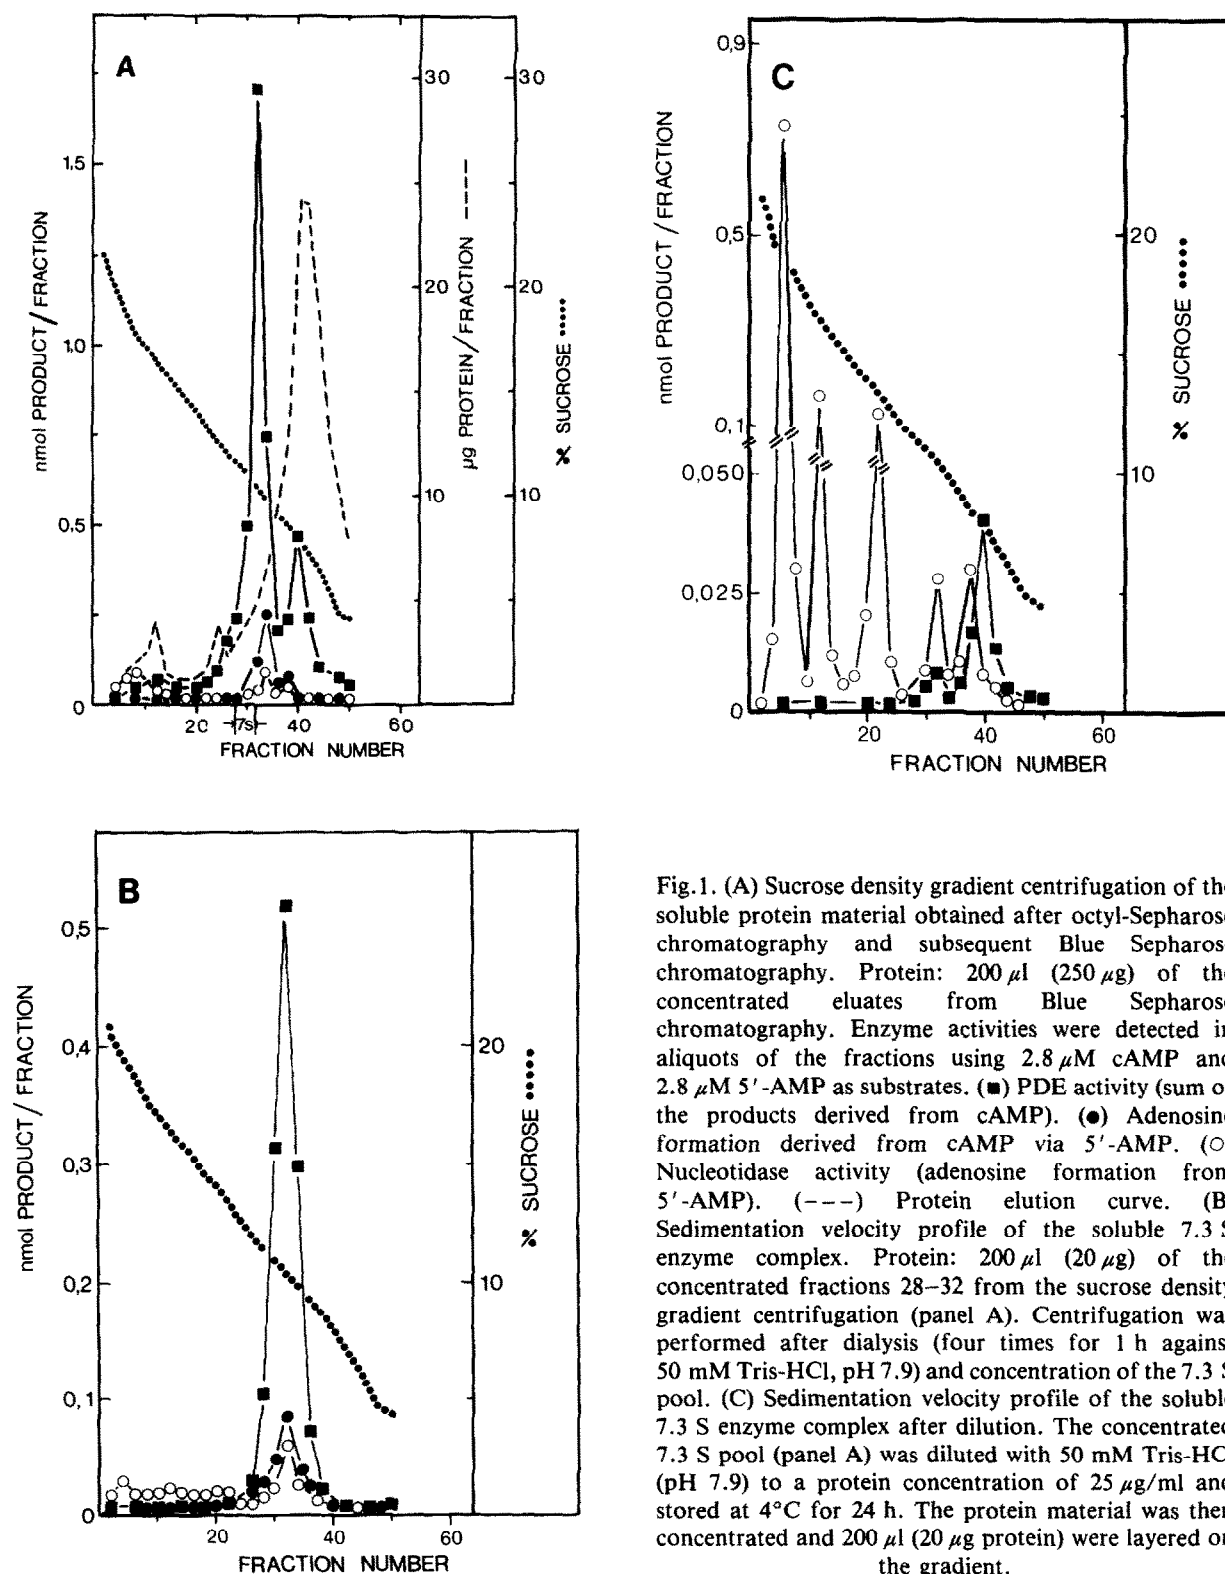 A
1,5
1,0
0,5
0
nmol PRODUCT / FRACTION
30
20
10
µg PROTEIN / FRACTION
30
20
10
% SUCROSE
20
40
60
7s
FRACTION NUMBER
C
0,9
0,5
0,1
0,050
0,025
0
nmol PRODUCT / FRACTION
20
10
% SUCROSE
20
40
60
FRACTION NUMBER
B
0,5
0,4
0,3
0,2
0,1
0
nmol PRODUCT / FRACTION
20
10
% SUCROSE
0
20
40
60
FRACTION NUMBER
Fig.1. (A) Sucrose density gradient centrifugation of th
soluble protein material obtained after octyl-Sepharos
chromatography and subsequent Blue Sepharos
chromatography. Protein: 200 µl (250 µg) of th
concentrated eluates from Blue Sepharos
chromatography. Enzyme activities were detected in
aliquots of the fractions using 2.8 µM cAMP and
2.8 µM 5'-AMP as substrates. (■) PDE activity (sum o
the products derived from cAMP). (●) Adenosin
formation derived from cAMP via 5'-AMP. (○
Nucleotidase activity (adenosine formation from
5'-AMP). (---) Protein elution curve. (B
Sedimentation velocity profile of the soluble 7.3 S
enzyme complex. Protein: 200 µl (20 µg) of th
concentrated fractions 28–32 from the sucrose density
gradient centrifugation (panel A). Centrifugation wa
performed after dialysis (four times for 1 h agains
50 mM Tris-HCl, pH 7.9) and concentration of the 7.3 S
pool. (C) Sedimentation velocity profile of the soluble
7.3 S enzyme complex after dilution. The concentrated
7.3 S pool (panel A) was diluted with 50 mM Tris-HC
(pH 7.9) to a protein concentration of 25 µg/ml and
stored at 4°C for 24 h. The protein material was then
concentrated and 200 µl (20 µg protein) were layered on
the gradient.